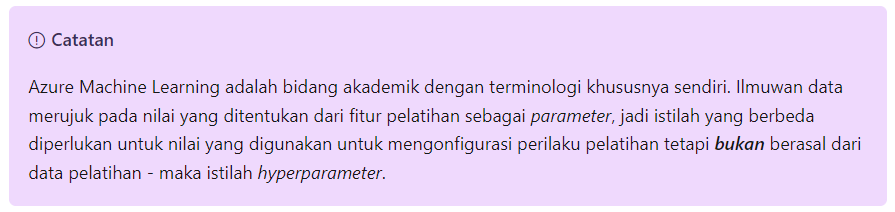 Catatan
Azure Machine Learning adalah bidang akademik dengan terminologi khususnya sendiri. Ilmuwan data
merujuk pada nilai yang ditentukan dari fitur pelatihan sebagai parameter, jadi istilah yang berbeda
diperlukan untuk nilai yang digunakan untuk mengonfigurasi perilaku pelatihan tetapi bukan berasal dari
data pelatihan - maka istilah hyperparameter.